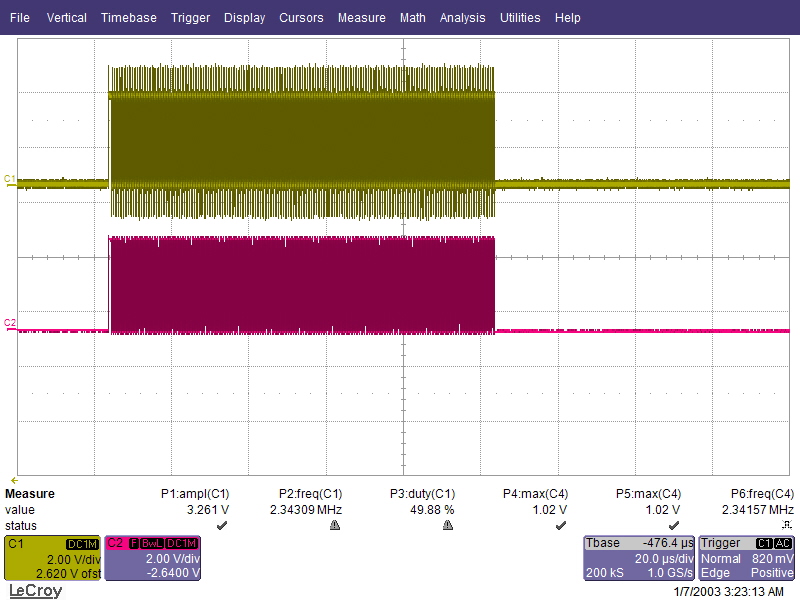 File Vertical Timebase Trigger Display Cursors Measure Math Analysis Utilities Help
C1
C2
Measure P1:ampl(C1) P2:freq(C1) P3:duty(C1) P4:max(C4) P5:max(C4) P6:freq(C4)
value 3.261 V 2.34309 MHz 49.88 % 1.02 V 1.02 V 2.34157 MHz
status
C1 DC1M
2.00 V/div
2.620 V ofst
C2 F BwL DC1M
2.00 V/div
-2.6400 V
Tbase -476.4 µs
20.0 µs/div
200 kS 1.0 GS/s
Trigger C1 AC
Normal 820 mV
Edge Positive
LeCroy
1/7/2003 3:23:13 AM